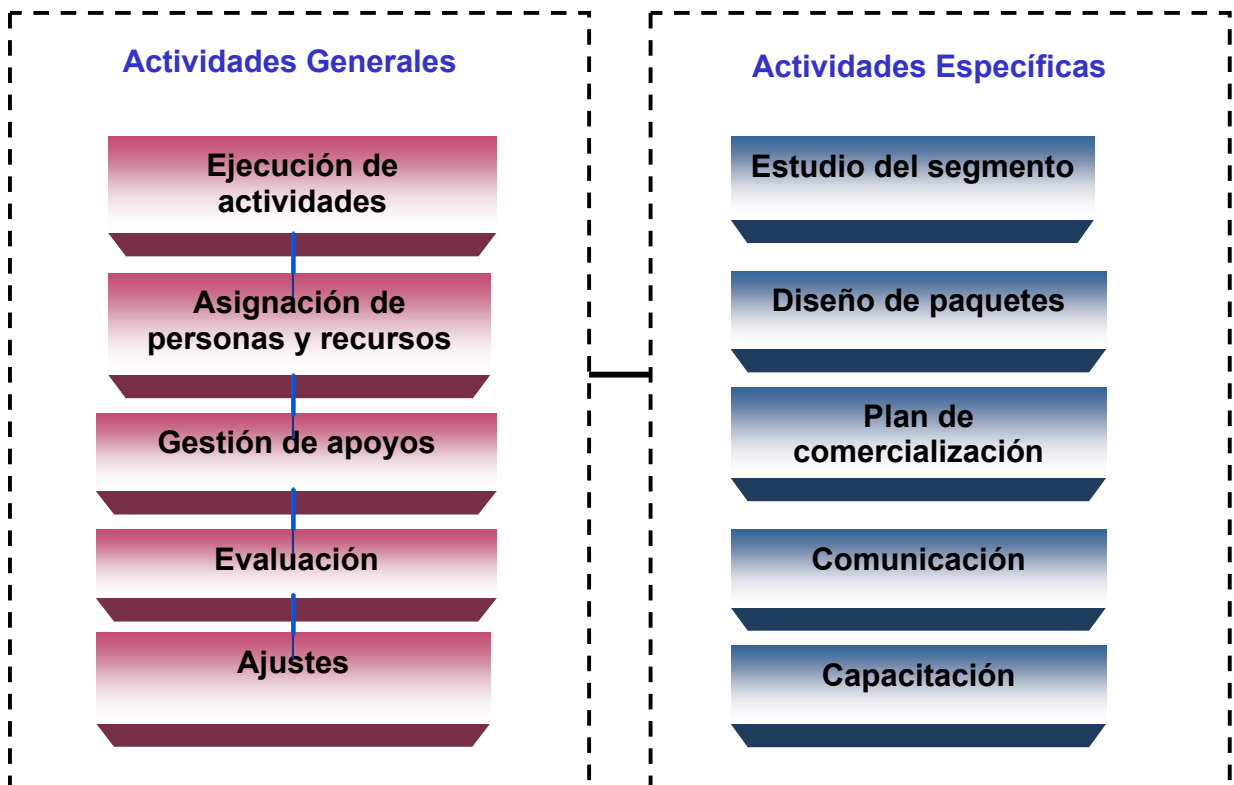 Actividades Generales
Ejecución de
actividades
Asignación de
personas y recursos
Gestión de apoyos
Evaluación
Ajustes
Actividades Específicas
Estudio del segmento
Diseño de paquetes
Plan de
comercialización
Comunicación
Capacitación